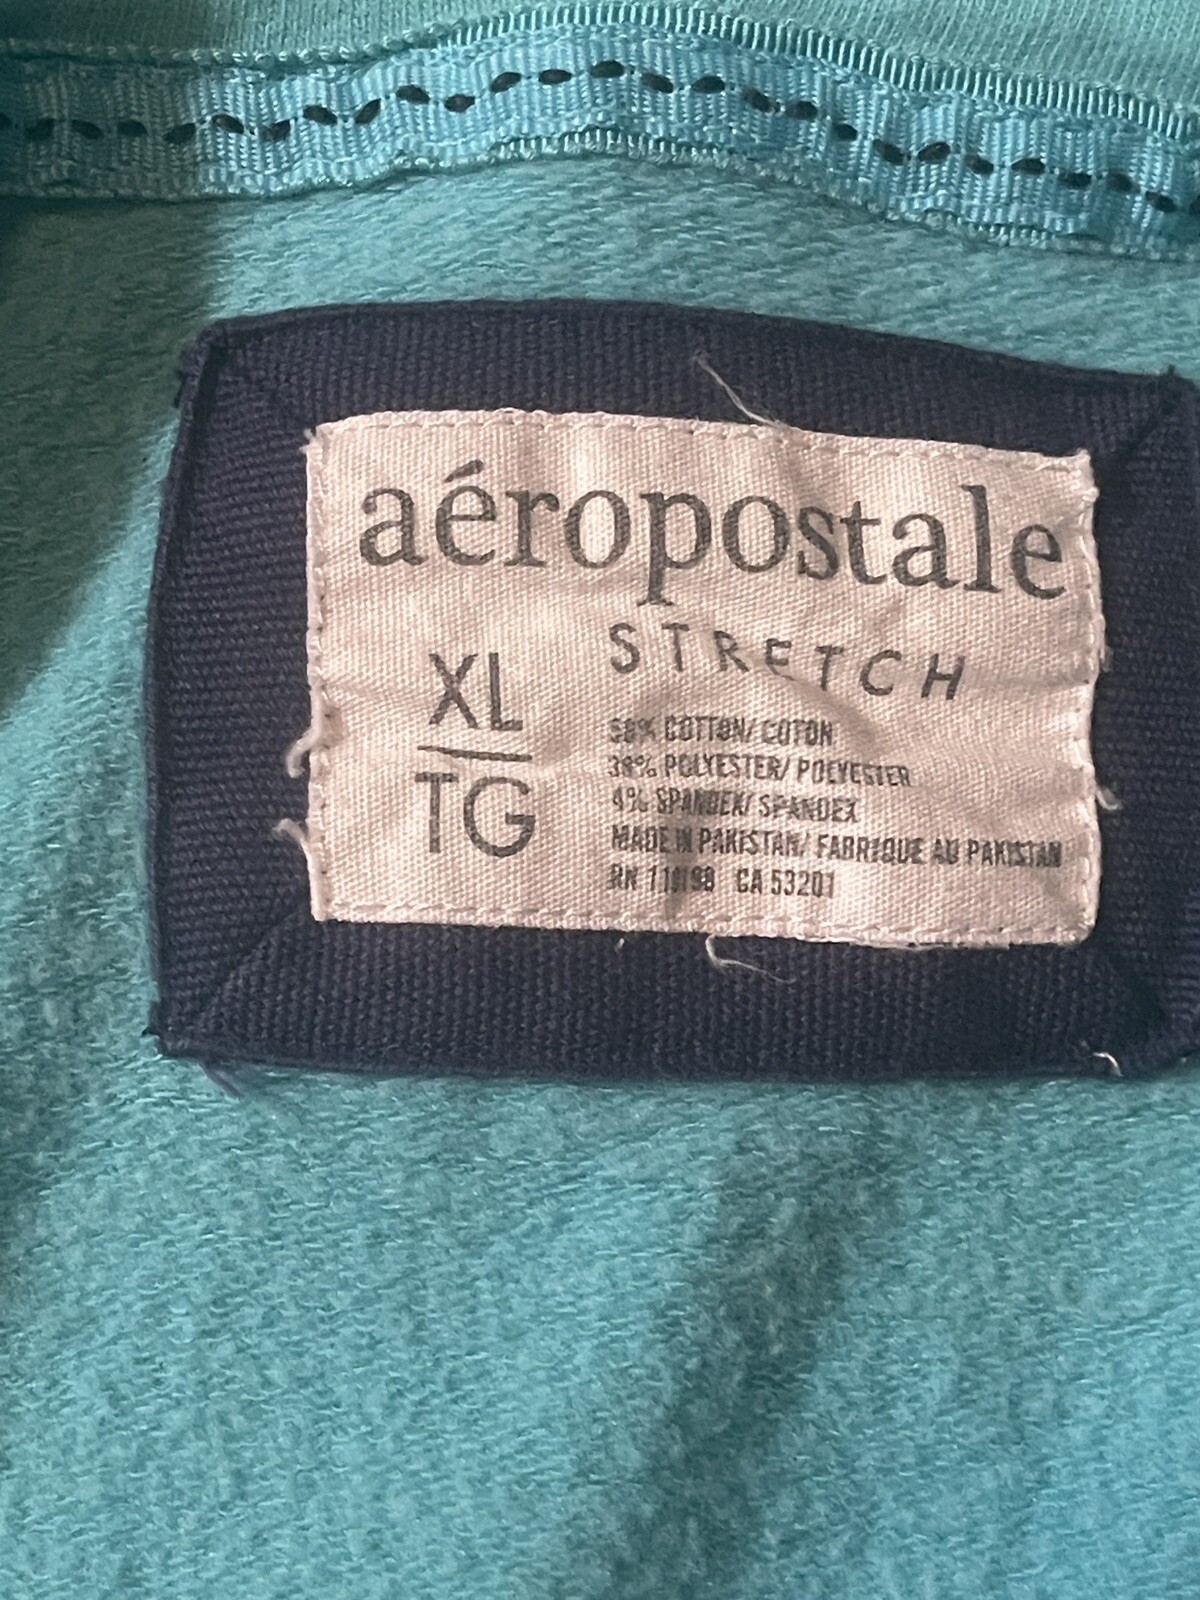 aéropostale
STRETCH
XL
TG
58% COTTON/ COTON
38% POLYESTER/ POLYESTER
4% SPANDEX/ SPANDEX
MADE IN PAKISTAN/ FABRIQUE AU PAKISTAN
RN CA 53201